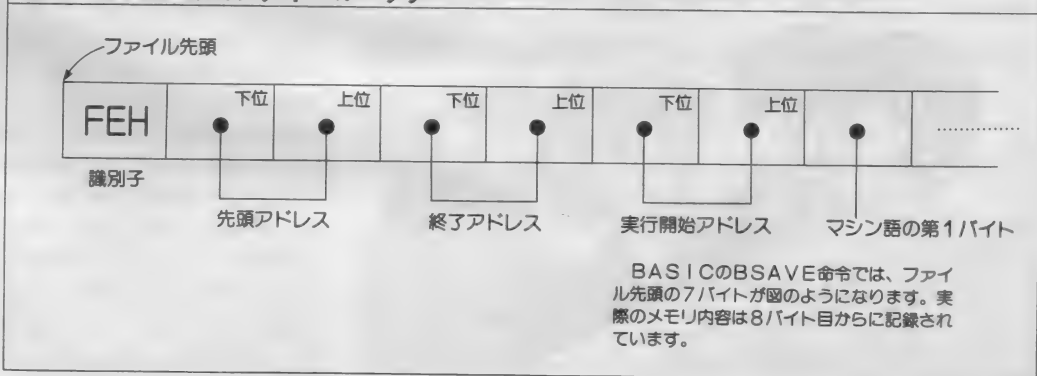 ファイル先頭
FEH
下位
上位
下位
上位
下位
上位
識別子
先頭アドレス
終了アドレス
実行開始アドレス
マシン語の第1バイト
BASICのBSAVE命令では、ファイ
ル先頭の7バイトが図のようになります。実
際のメモリ内容は8バイト目からに記録され
ています。